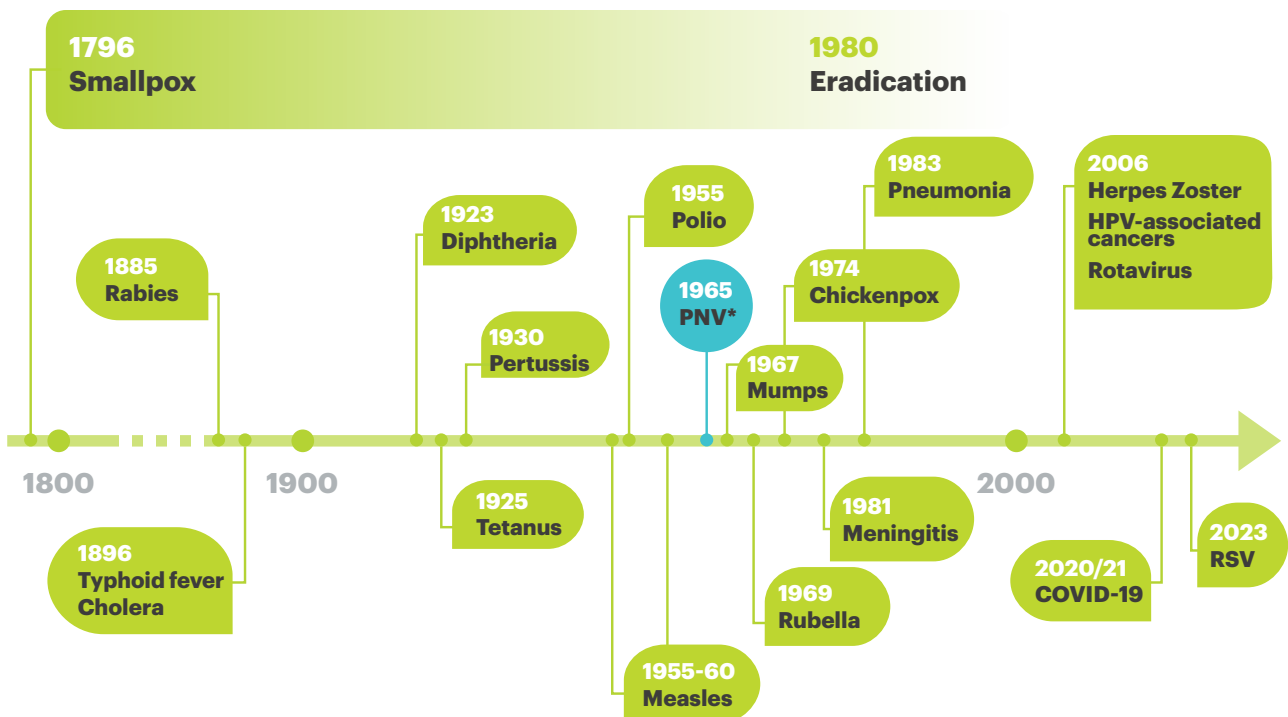 1796
Smallpox
1980
Eradication
1983
Pneumonia
2006
Herpes Zoster
HPV-associated
cancers
Rotavirus
1955
Polio
1923
Diphtheria
1885
Rabies
1974
Chickenpox
1965
PNV*
1930
Pertussis
1967
Mumps
1800
1900
2000
1925
Tetanus
1981
Meningitis
1896
Typhoid fever
Cholera
2020/21
COVID-19
2023
RSV
1969
Rubella
1955-60
Measles